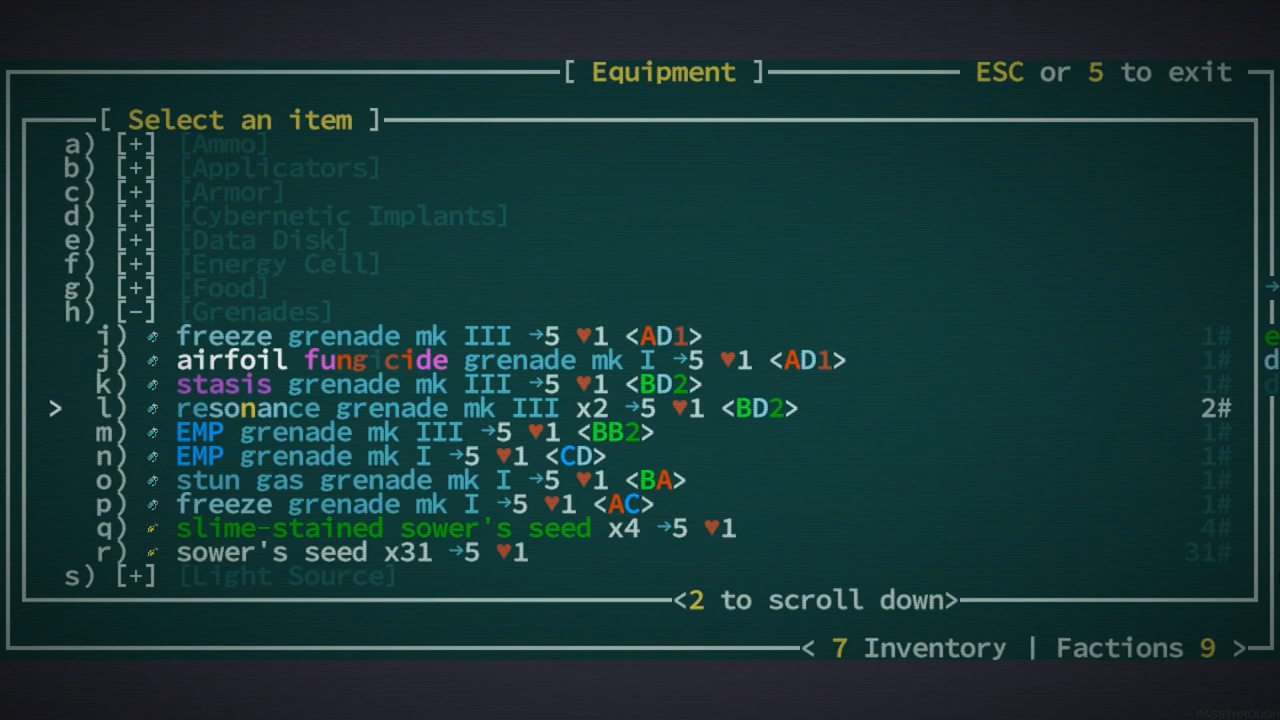 [ Equipment ] ESC or 5 to exit
[ Select an item ]
a) [+] [Ammo]
b) [+] [Applicators]
c) [+] [Armor]
d) [+] [Cybernetic Implants]
e) [+] [Data Disk]
f) [+] [Energy Cell]
g) [+] [Food]
h) [-] [Grenades]
i) freeze grenade mk III →5 ♥1 <AD1> 1#
j) airfoil fungicide grenade mk I →5 ♥1 <AD1> 1#
k) stasis grenade mk III →5 ♥1 <BD2> 1#
> l) resonance grenade mk III x2 →5 ♥1 <BD2> 2#
m) EMP grenade mk III →5 ♥1 <BB2> 1#
n) EMP grenade mk I →5 ♥1 <CD> 1#
o) stun gas grenade mk I →5 ♥1 <BA> 1#
p) freeze grenade mk I →5 ♥1 <AC> 1#
q) slime-stained sower's seed x4 →5 ♥1 4#
r) sower's seed x31 →5 ♥1 31#
s) [+] [Light Source]
<2 to scroll down>
< 7 Inventory | Factions 9 >